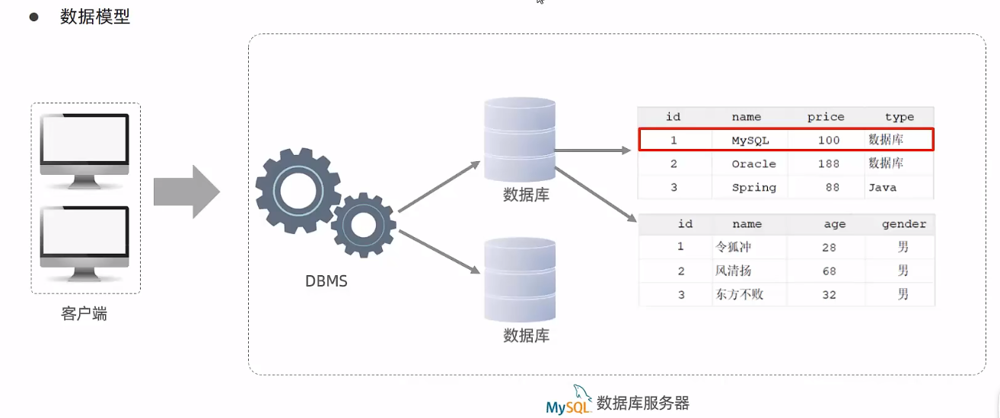 ● 数据模型
客户端
DBMS
数据库
数据库
id name price type
1 MySQL 100 数据库
2 Oracle 188 数据库
3 Spring 88 Java
id name age gender
1 令狐冲 28 男
2 风清扬 68 男
3 东方不败 32 男
MySQL 数据库服务器